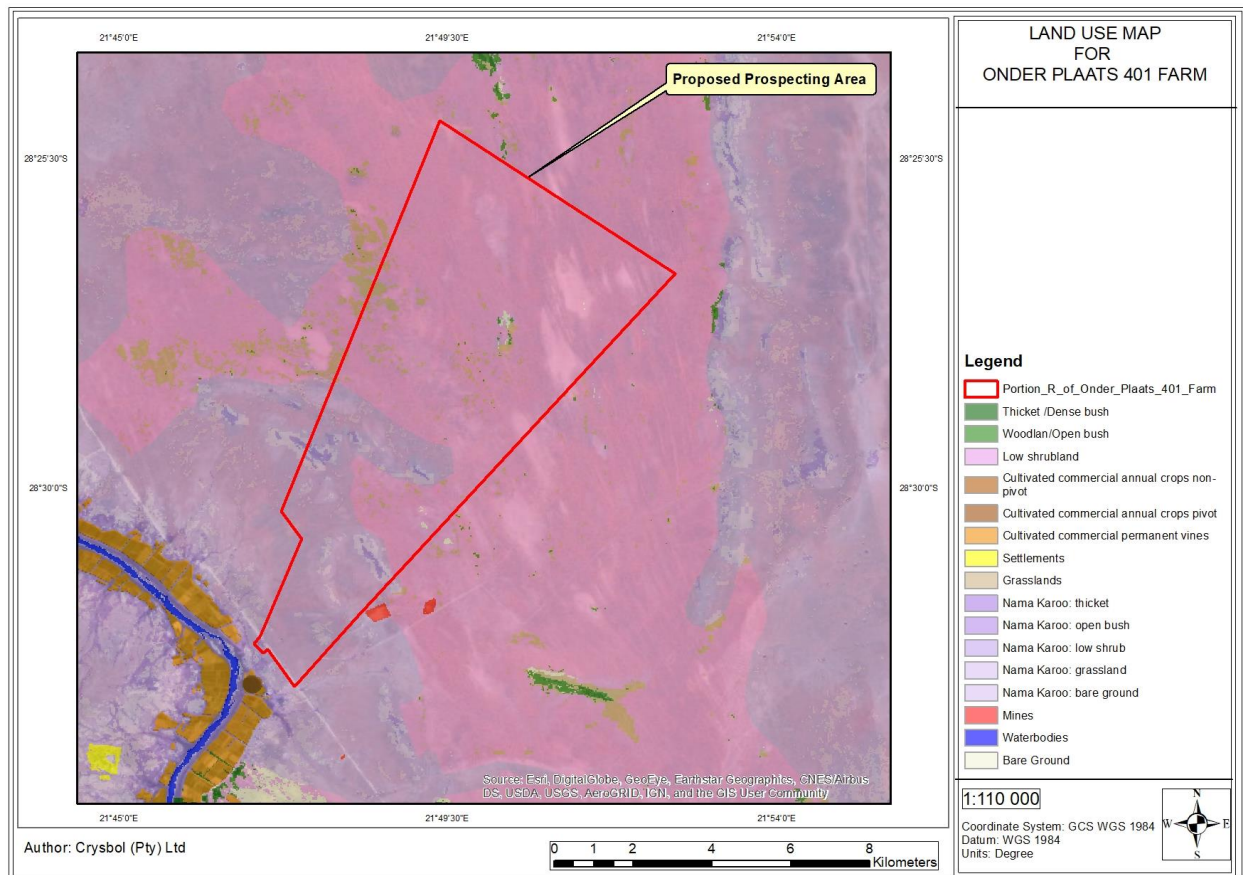 LAND USE MAP
FOR
ONDER PLAATS 401 FARM
21°45'0"E
21°49'30"E
21°54'0"E
Proposed Prospecting Area
28°25'30"S
28°25'30"S
28°30'0"S
28°30'0"S
Source: Esri, DigitalGlobe, GeoEye, Earthstar Geographics, CNES/Airbus
DS, USDA, USGS, AeroGRID, IGN, and the GIS User Community
21°45'0"E
21°49'30"E
21°54'0"E
Legend
Portion_R_of_Onder_Plaats_401_Farm
Thicket /Dense bush
Woodlan/Open bush
Low shrubland
Cultivated commercial annual crops non-
pivot
Cultivated commercial annual crops pivot
Cultivated commercial permanent vines
Settlements
Grasslands
Nama Karoo: thicket
Nama Karoo: open bush
Nama Karoo: low shrub
Nama Karoo: grassland
Nama Karoo: bare ground
Mines
Waterbodies
Bare Ground
1:110 000
Coordinate System: GCS WGS 1984
Datum: WGS 1984
Units: Degree
N
W E
S
Author: Crysbol (Pty) Ltd
0 1 2 4 6 8
Kilometers